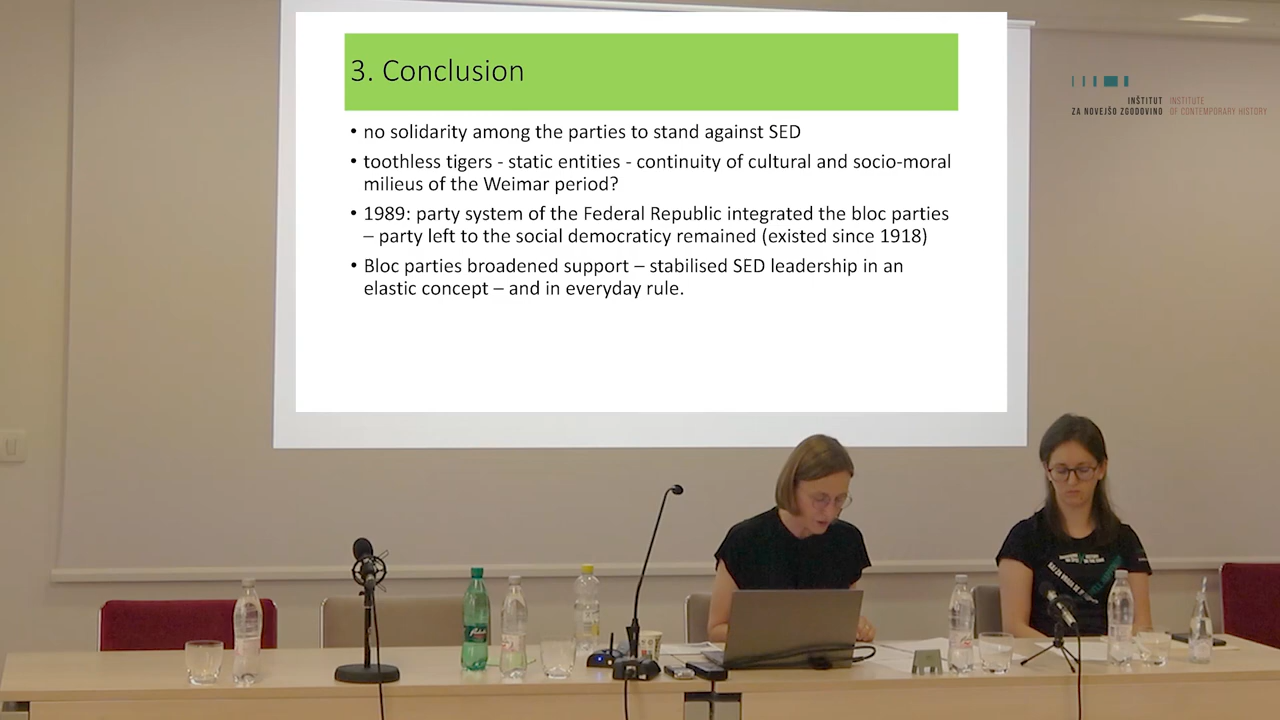 3. Conclusion
• no solidarity among the parties to stand against SED
• toothless tigers - static entities - continuity of cultural and socio-moral
milieus of the Weimar period?
• 1989: party system of the Federal Republic integrated the bloc parties
– party left to the social democraticy remained (existed since 1918)
• Bloc parties broadened support – stabilised SED leadership in an
elastic concept – and in everyday rule.
INŠTITUT INSTITUTE
ZA NOVEJŠO ZGODOVINO OF CONTEMPORARY HISTORY